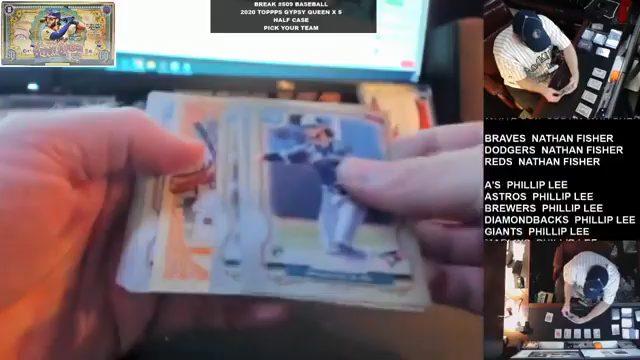 BREAK #509 BASEBALL
2020 TOPPPS GYPSY QUEEN X 5
HALF CASE
PICK YOUR TEAM
BRAVES NATHAN FISHER
DODGERS NATHAN FISHER
REDS NATHAN FISHER
A'S PHILLIP LEE
ASTROS PHILLIP LEE
BREWERS PHILLIP LEE
DIAMONDBACKS PHILLIP LEE
GIANTS PHILLIP LEE